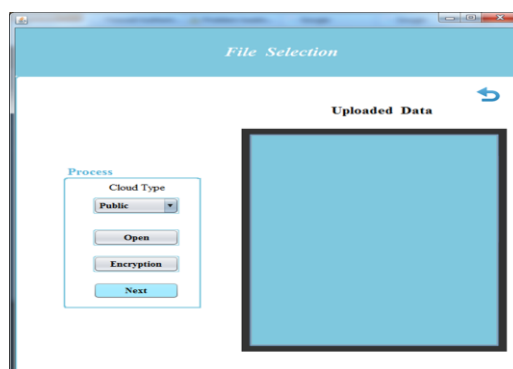 File Selection
Uploaded Data
Process
Cloud Type
Public
Open
Encryption
Next